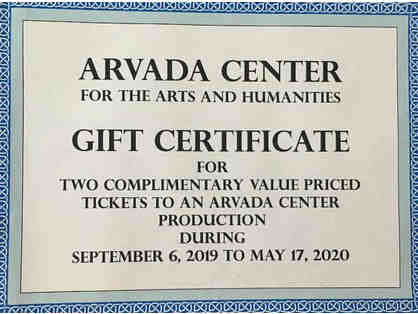 ARVADA CENTER
FOR THE ARTS AND HUMANITIES
GIFT CERTIFICATE
FOR
TWO COMPLIMENTARY VALUE PRICED
TICKETS TO AN ARVADA CENTER
PRODUCTION
DURING
SEPTEMBER 6, 2019 TO MAY 17, 2020